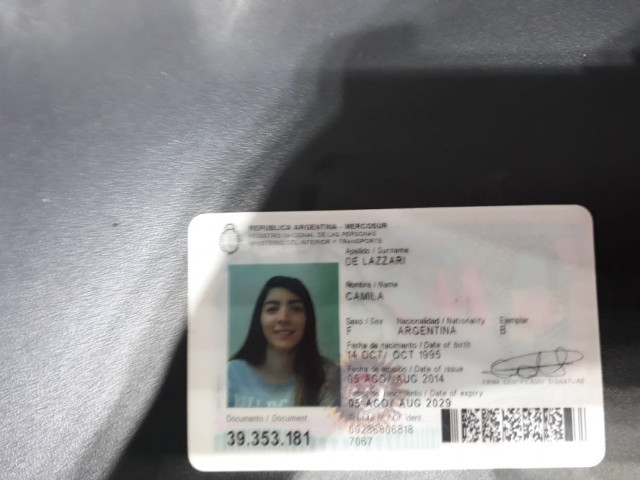 REPUBLICA ARGENTINA - MERCOSUR
REGISTRO NACIONAL DE LAS PERSONAS
MINISTERIO DEL INTERIOR Y TRANSPORTE
Apellido / Surname
DE LAZZARI
Nombre / Name
CAMILA
Sexo / Sex Nacionalidad / Nationality Ejemplar
F ARGENTINA B
Fecha de nacimiento / Date of birth
14 OCT/ OCT 1995
Fecha de emisión / Date of issue
05 AGO/ AUG 2014
Fecha de vencimiento / Date of expiry
05 AGO/ AUG 2029
FIRMA IDENTIFICADO / SIGNATURE
Documento / Document
39.353.181
ident.
00286806818
7067